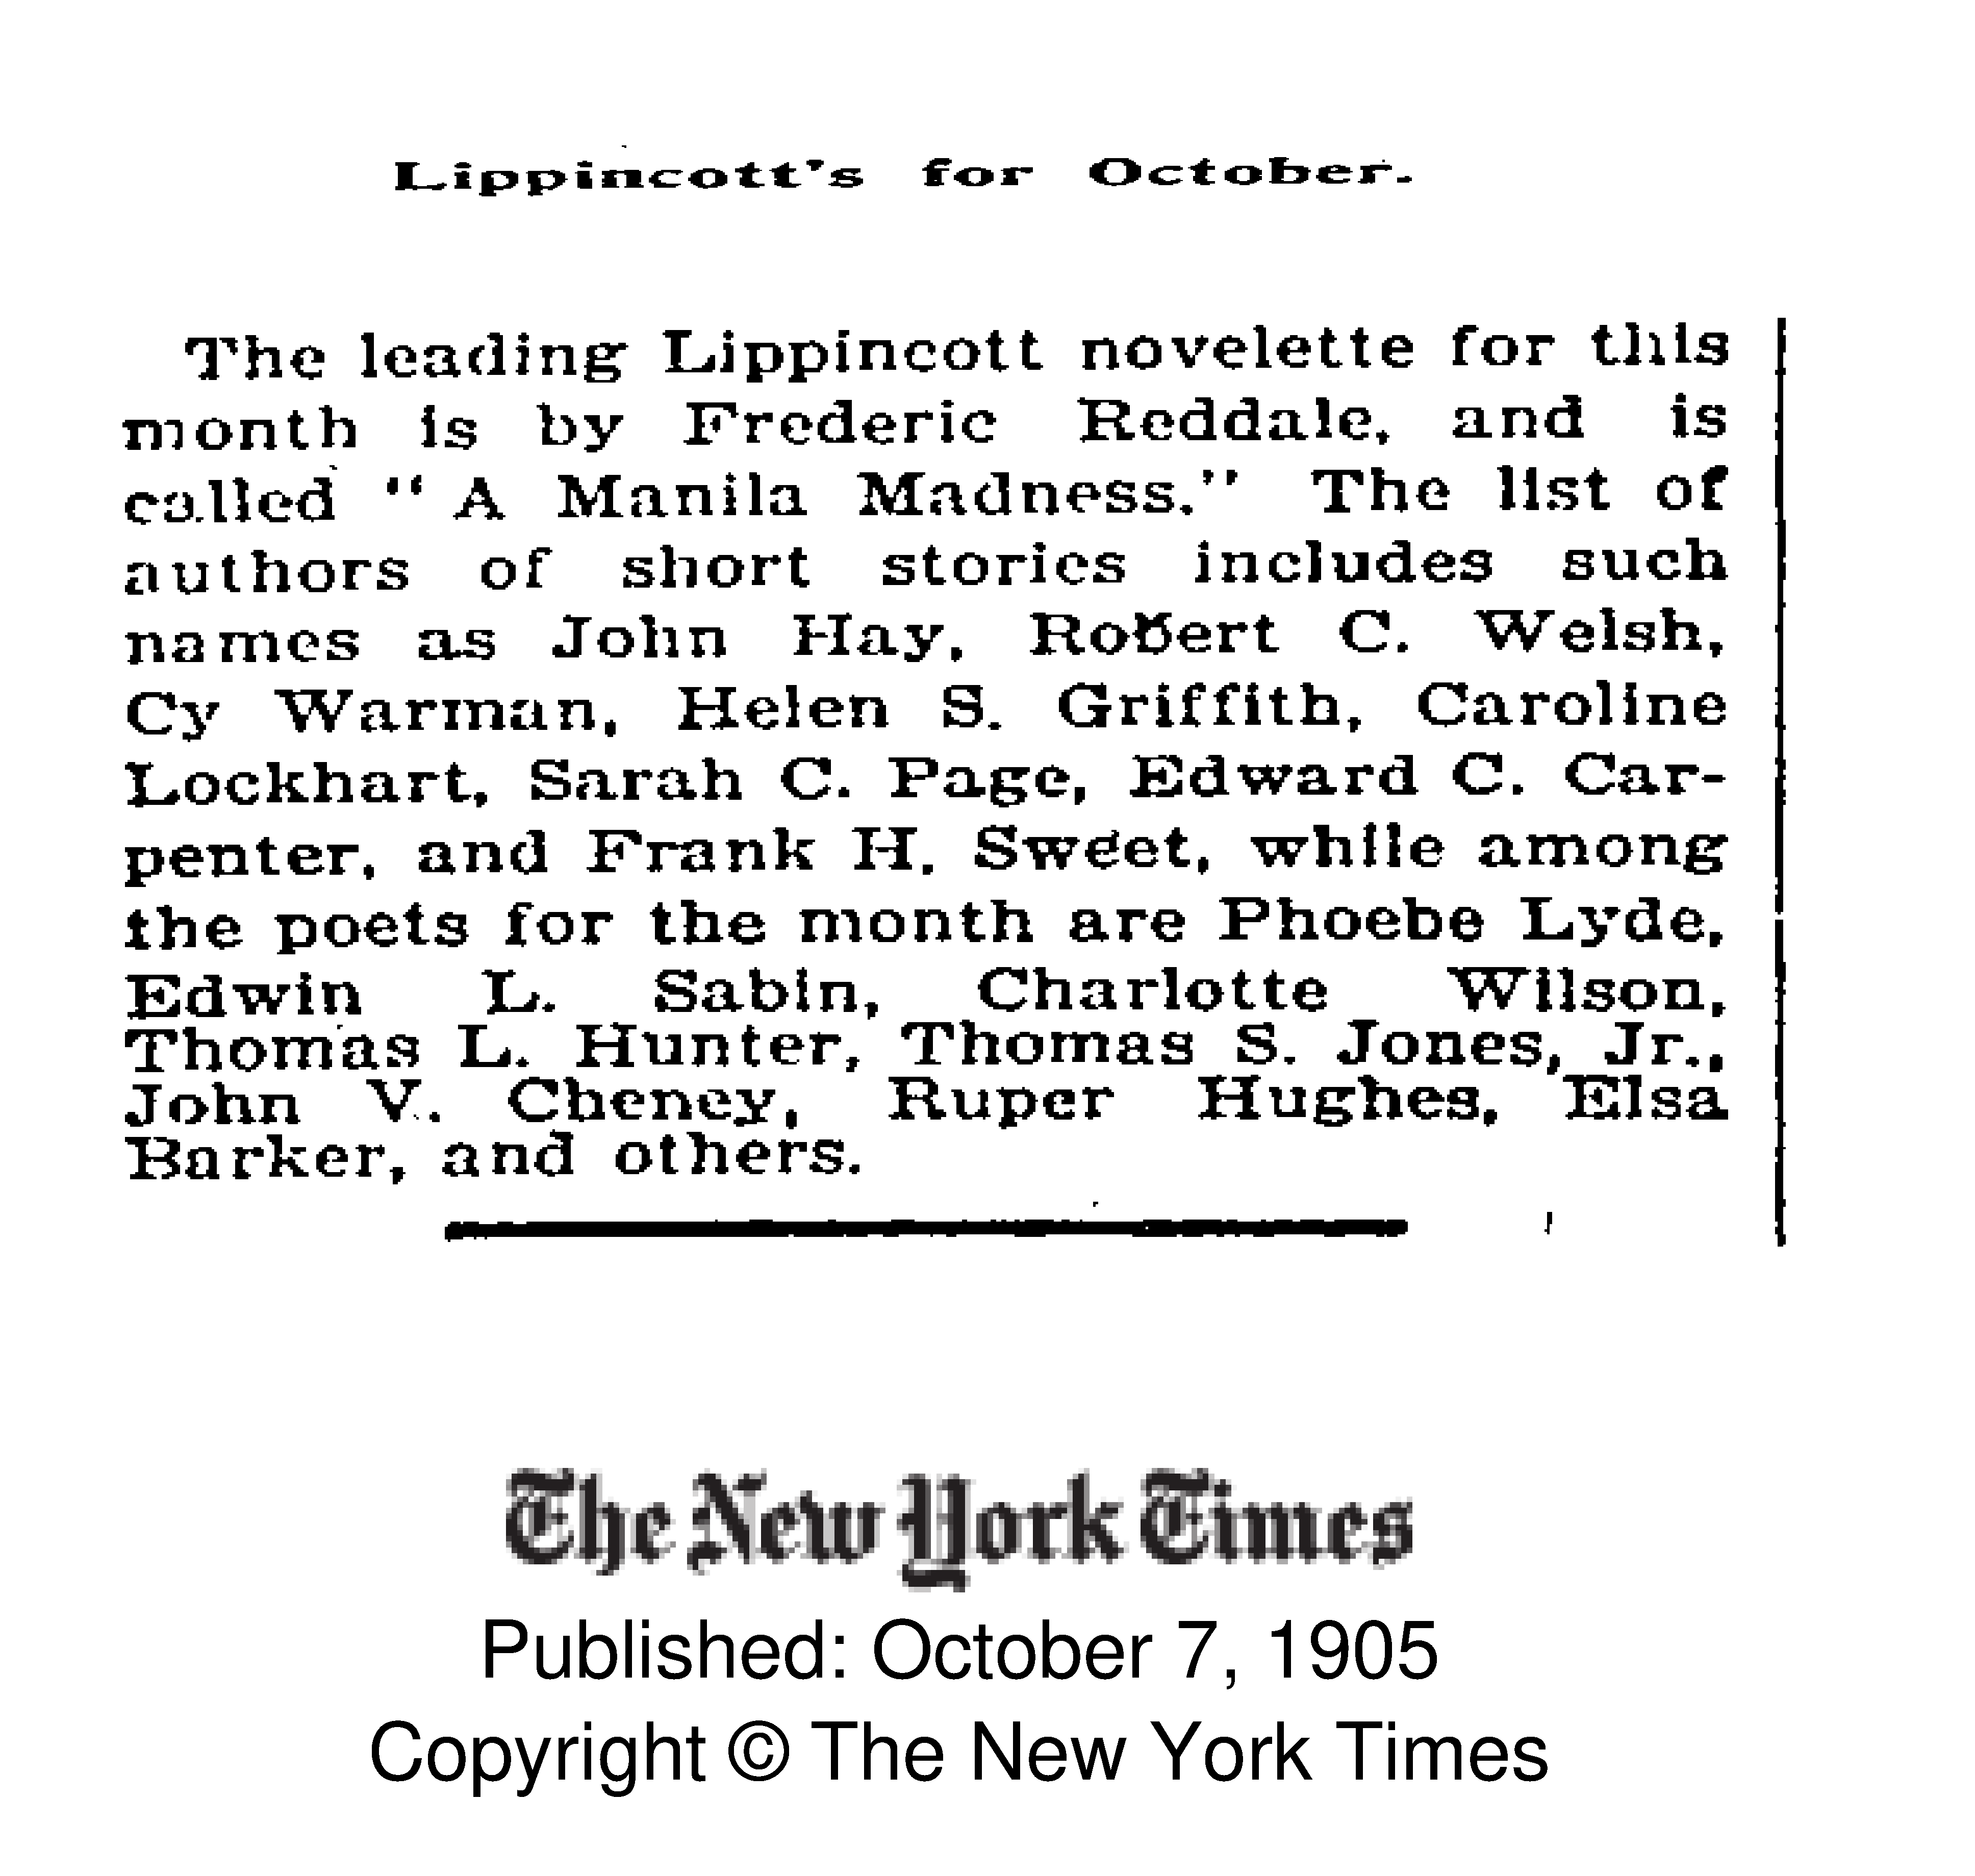 Lippincott's for October.
The leading Lippincott novelette for this
month is by Frederic Reddale, and is
called "A Manila Madness." The list of
authors of short stories includes such
names as John Hay, Robert C. Welsh,
Cy Warman, Helen S. Griffith, Caroline
Lockhart, Sarah C. Page, Edward C. Car-
penter, and Frank H. Sweet, while among
the poets for the month are Phoebe Lyde,
Edwin L. Sabin, Charlotte Wilson,
Thomas L. Hunter, Thomas S. Jones, Jr.,
John V. Cheney, Ruper Hughes, Elsa
Barker, and others.
The New York Times
Published: October 7, 1905
Copyright © The New York Times